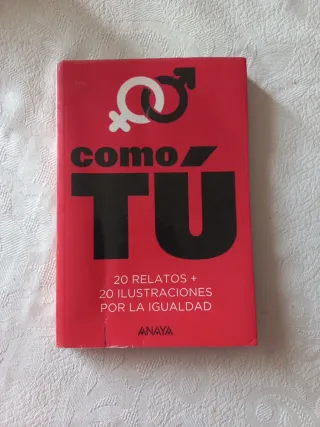 como
TÚ
20 RELATOS +
20 ILUSTRACIONES
POR LA IGUALDAD
ANAYA